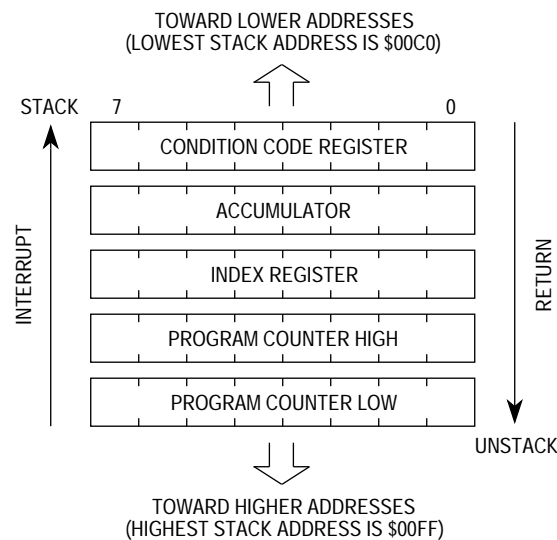 TOWARD LOWER ADDRESSES
(LOWEST STACK ADDRESS IS $00C0)
STACK
7
0
CONDITION CODE REGISTER
ACCUMULATOR
INDEX REGISTER
PROGRAM COUNTER HIGH
PROGRAM COUNTER LOW
INTERRUPT
RETURN
UNSTACK
TOWARD HIGHER ADDRESSES
(HIGHEST STACK ADDRESS IS $00FF)